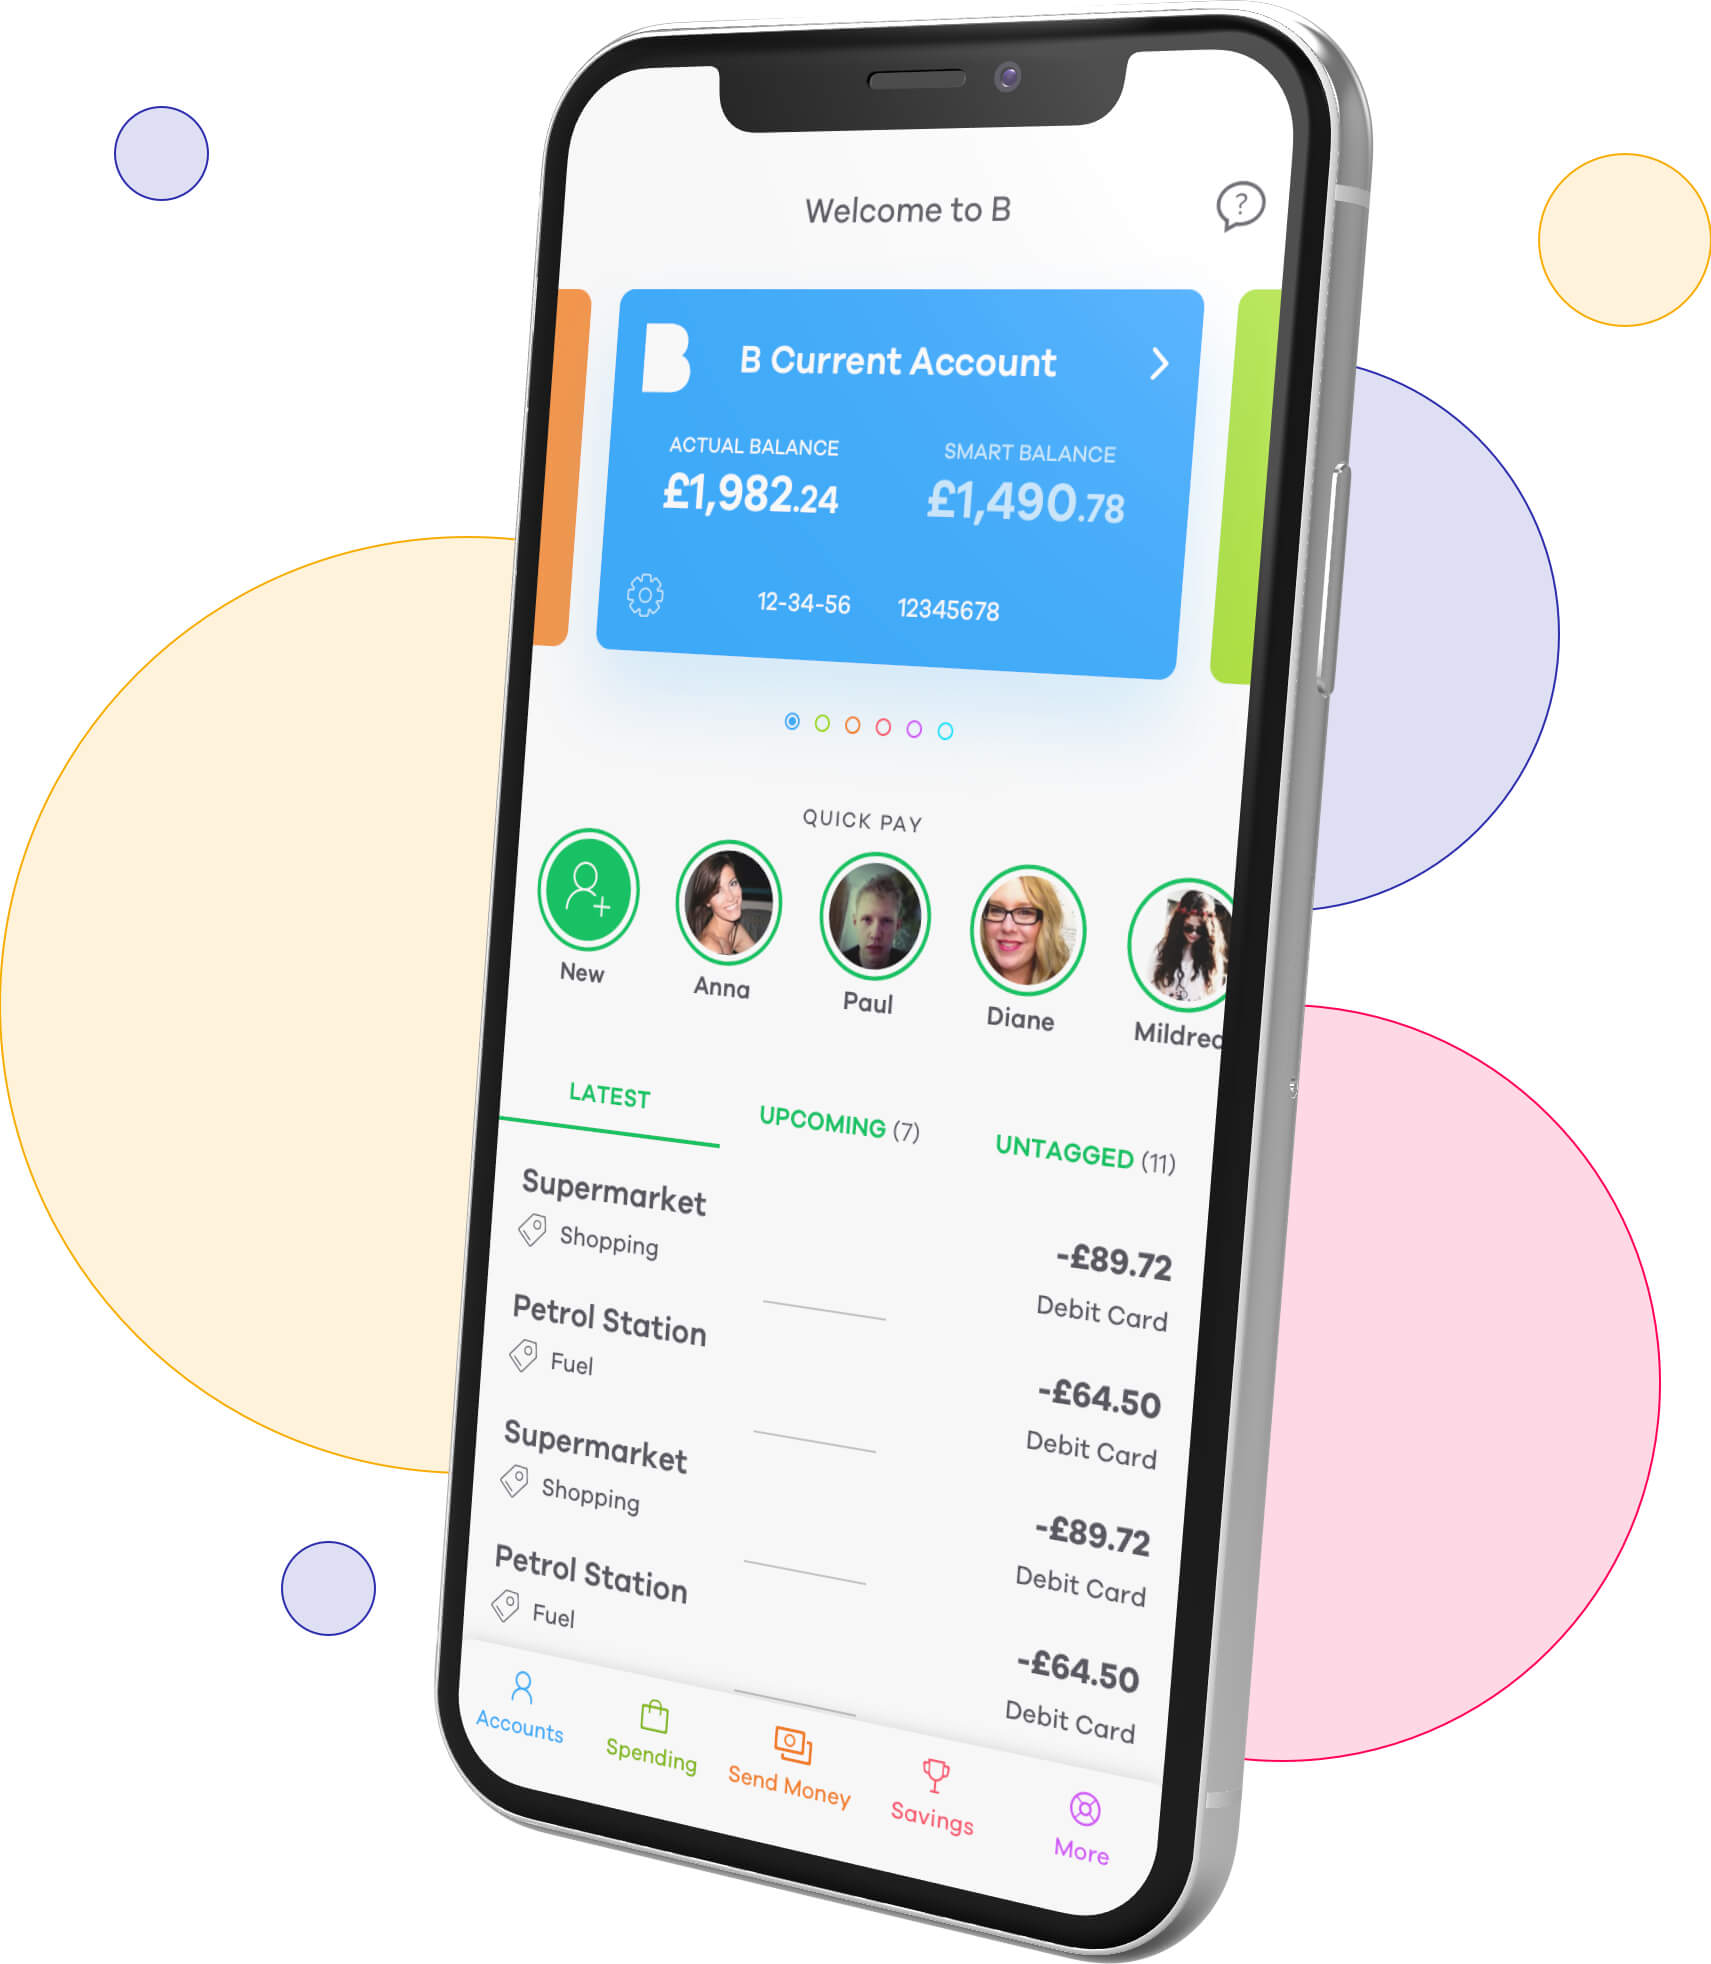 Welcome to B
?
B
B Current Account
ACTUAL BALANCE
SMART BALANCE
£1,982.24
£1,490.78
12-34-56
12345678
QUICK PAY
New
Anna
Paul
Diane
Mildred
LATEST
UPCOMING (7)
UNTAGGED (11)
Supermarket
Shopping
-£89.72
Debit Card
Petrol Station
Fuel
-£64.50
Debit Card
Supermarket
Shopping
-£89.72
Debit Card
Petrol Station
Fuel
-£64.50
Debit Card
Accounts
Spending
Send Money
Savings
More